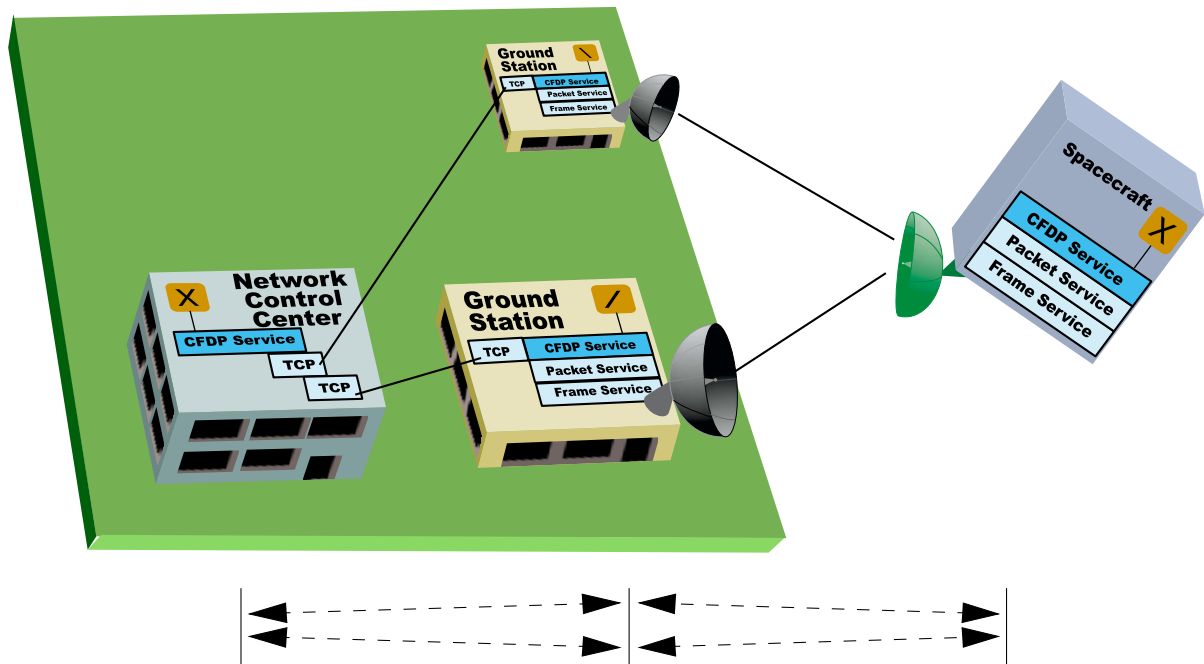 Ground
Station
TCP
CFDP Service
Packet Service
Frame Service
Spacecraft
CFDP Service
Packet Service
Frame Service
Network
Control
Center
CFDP Service
TCP
TCP
Ground
Station
TCP
CFDP Service
Packet Service
Frame Service